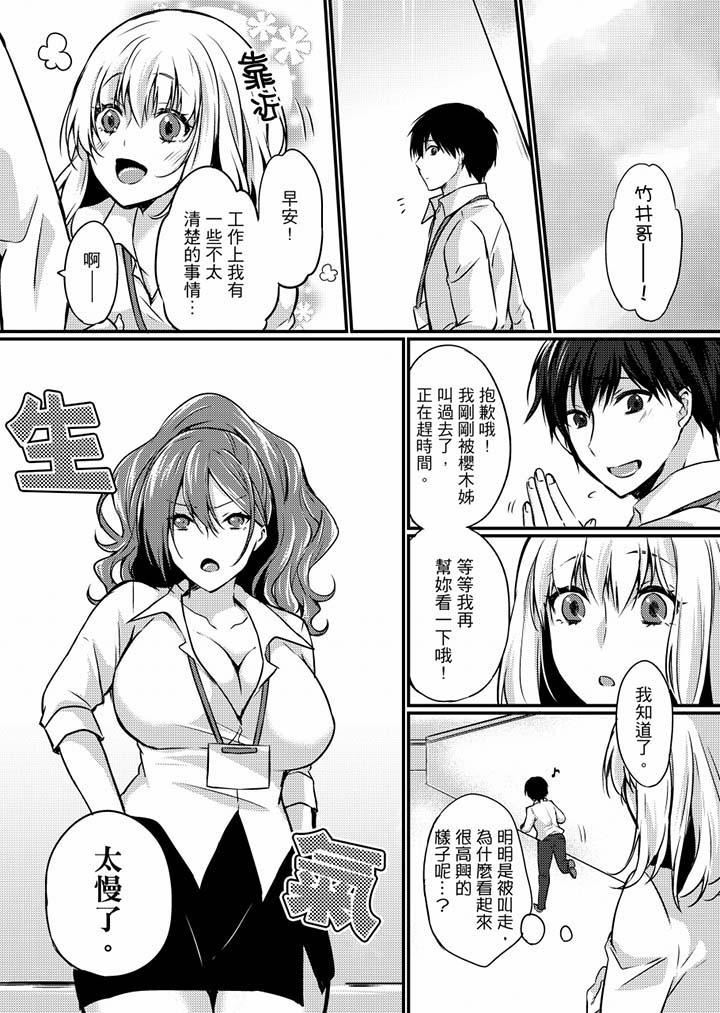 竹井哥——！
靠近—
早安！
工作上我有
一些不太
清楚的事情…
啊——
抱歉哦！
我剛剛被櫻木姊
叫過去了，
正在趕時間。
等等我再
幫妳看一下哦！
我知道了。
明明是被叫走，
為什麼看起來
很高興的
樣子呢…？
生
氣
太慢了。